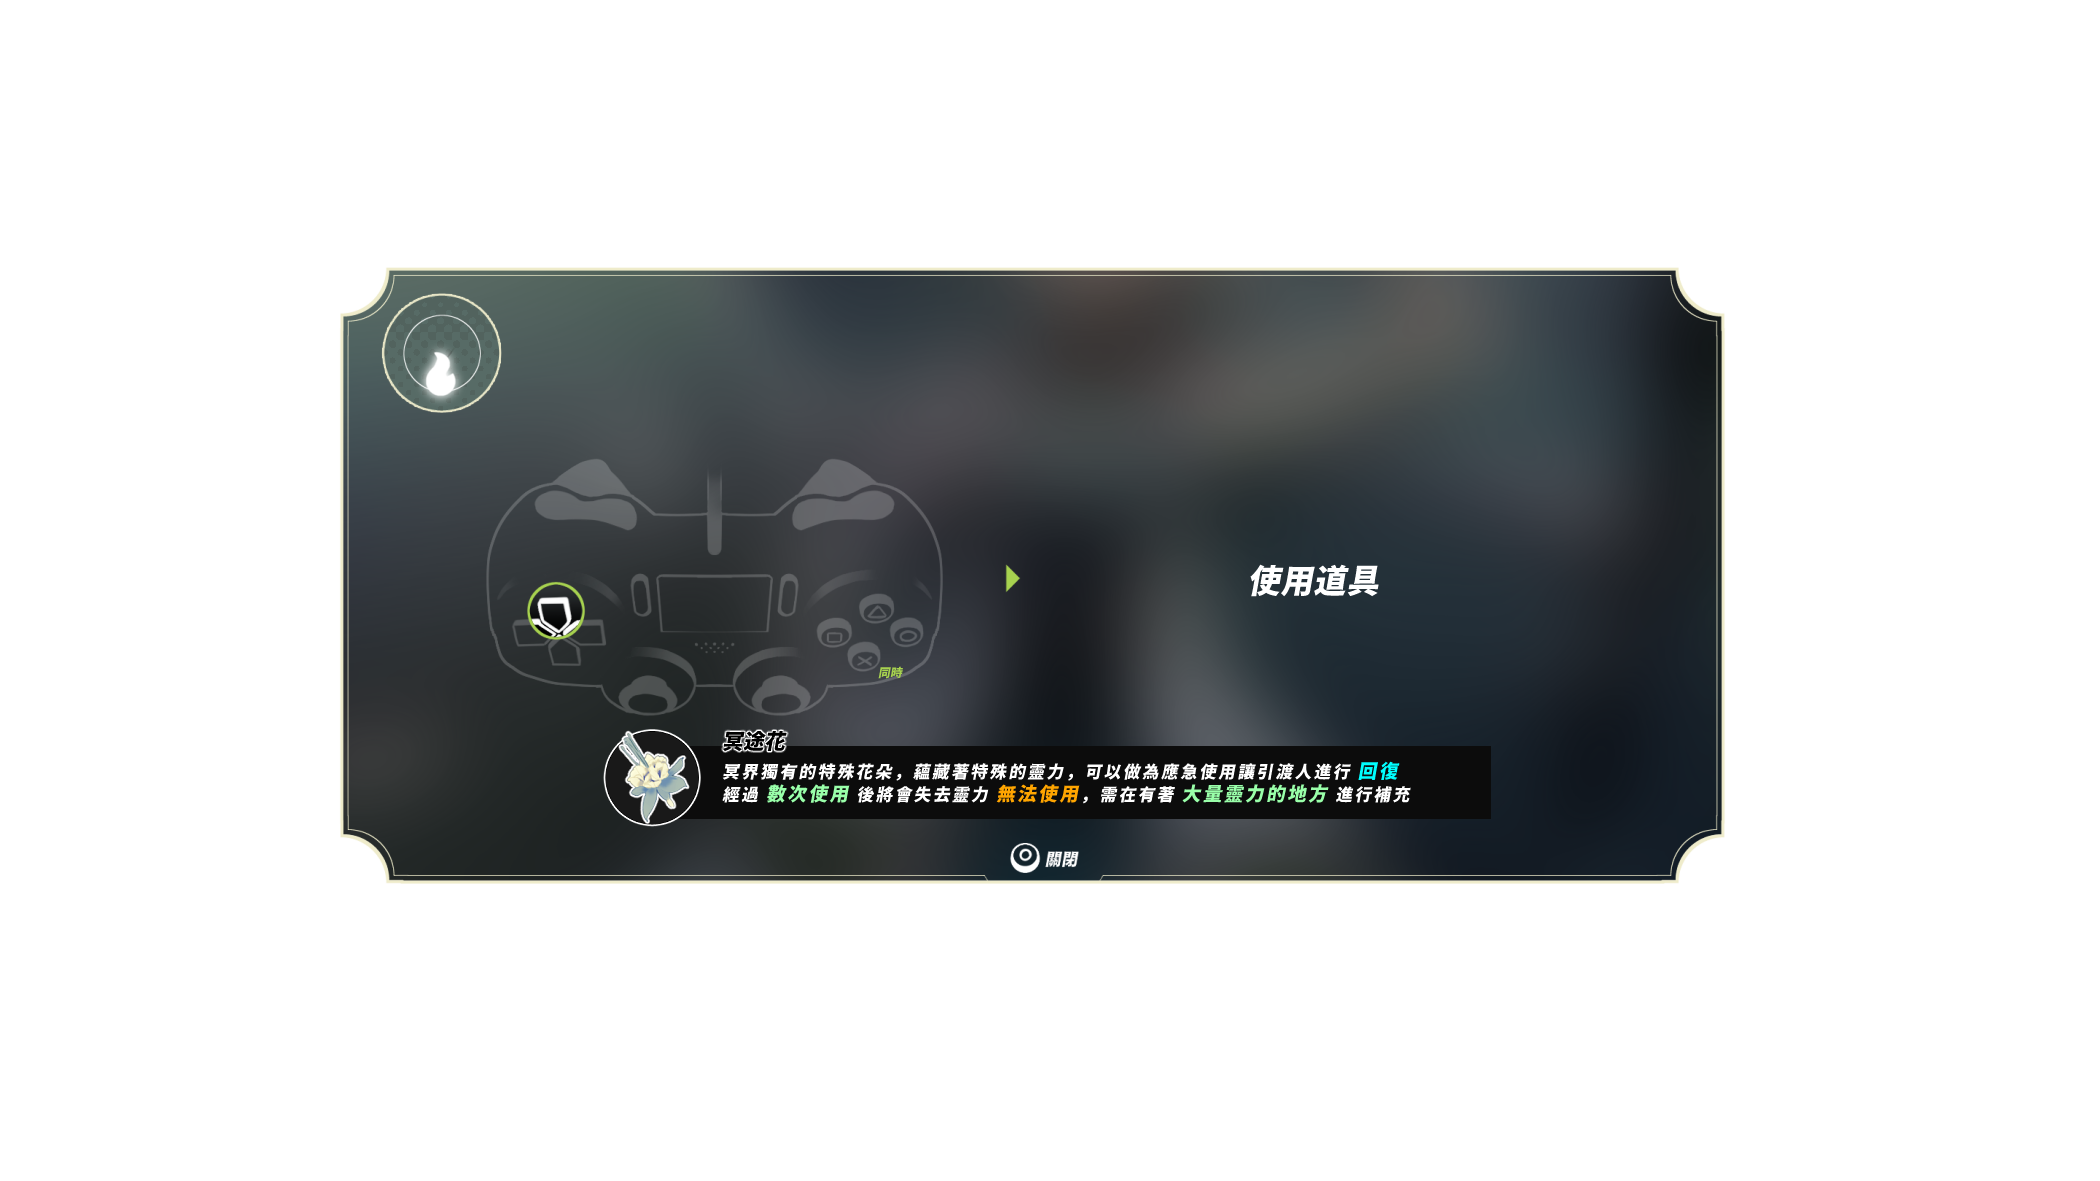 使用道具
同時
冥途花
冥界獨有的特殊花朵，蘊藏著特殊的靈力，可以做為應急使用讓引渡人進行 回復
經過 數次使用 後將會失去靈力 無法使用，需在有著 大量靈力的地方 進行補充
關閉